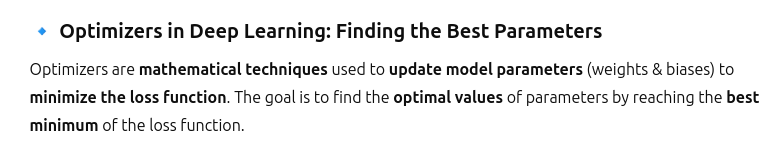 🔹 Optimizers in Deep Learning: Finding the Best Parameters
Optimizers are mathematical techniques used to update model parameters (weights & biases) to
minimize the loss function. The goal is to find the optimal values of parameters by reaching the best
minimum of the loss function.